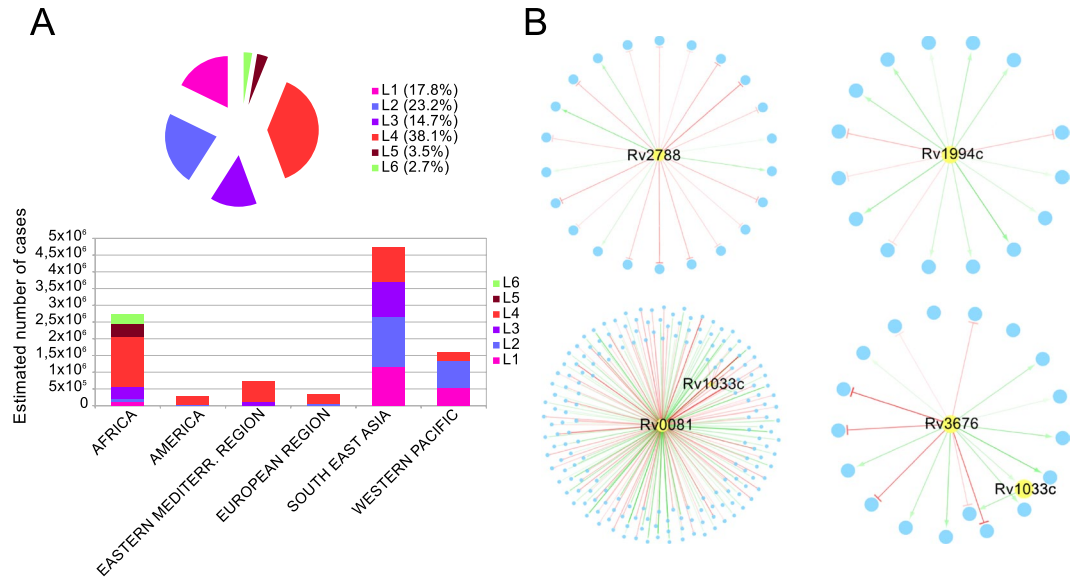 A
L1 (17.8%)
L2 (23.2%)
L3 (14.7%)
L4 (38.1%)
L5 (3.5%)
L6 (2.7%)
Estimated number of cases
5x10⁶
4,5x10⁶
4x10⁶
3,5x10⁶
3x10⁶
2,5x10⁶
2x10⁶
1,5x10⁶
1x10⁶
5x10⁵
0
AFRICA
AMERICA
EASTERN MEDITERR. REGION
EUROPEAN REGION
SOUTH EAST ASIA
WESTERN PACIFIC
L6
L5
L4
L3
L2
L1
B
Rv2788
Rv1994c
Rv1033c
Rv0081
Rv3676
Rv1033c